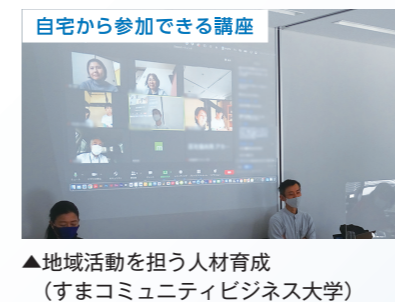 自宅から参加できる講座
▲地域活動を担う人材育成
（すまコミュニティビジネス大学）